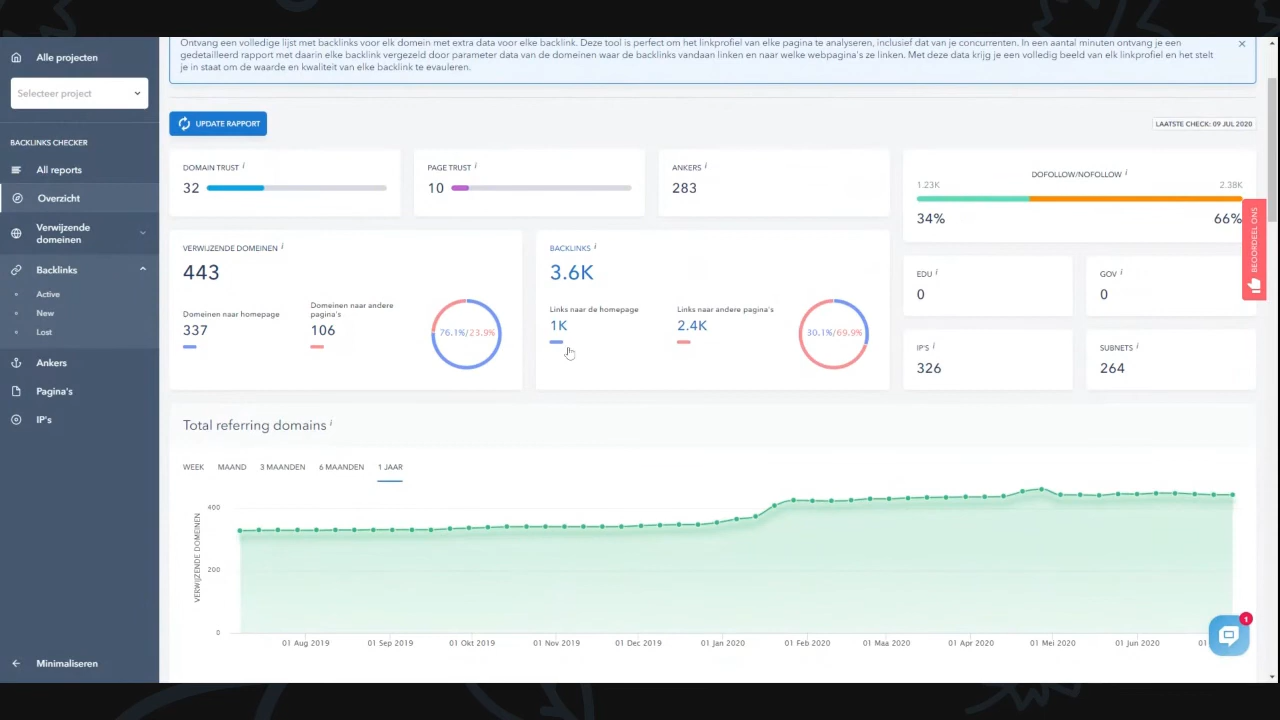 Alle projecten
Selecteer project
BACKLINKS CHECKER
All reports
Overzicht
Verwijzende
domeinen
Backlinks
Active
New
Lost
Ankers
Pagina's
IP's
Minimaliseren
Ontvang een volledige lijst met backlinks voor elk domein met extra data voor elke backlink. Deze tool is perfect om het linkprofiel van elke pagina te analyseren, inclusief dat van je concurrenten. In een aantal minuten ontvang je een
gedetailleerd rapport met daarin elke backlink vergezeld door parameter data van de domeinen waar de backlinks vandaan linken en naar welke webpagina's ze linken. Met deze data krijg je een volledig beeld van elk linkprofiel en het stelt
je in staat om de waarde en kwaliteit van elke backlink te evauleren.
UPDATE RAPPORT
LAATSTE CHECK: 09 JUL 2020
DOMAIN TRUST i
32
PAGE TRUST i
10
ANKERS i
283
DOFOLLOW/NOFOLLOW i
1.23K 2.38K
34% 66%
VERWIJZENDE DOMEINEN i
443
Domeinen naar homepage
337
Domeinen naar andere
pagina's
106
76.1%/23.9%
BACKLINKS i
3.6K
Links naar de homepage
1K
Links naar andere pagina's
2.4K
30.1%/69.9%
EDU i
0
GOV i
0
IP'S i
326
SUBNETS i
264
BEOORDEEL ONS
Total referring domains i
WEEK MAAND 3 MAANDEN 6 MAANDEN 1 JAAR
VERWIJZENDE DOMEINEN
400
200
0
01 Aug 2019 01 Sep 2019 01 Okt 2019 01 Nov 2019 01 Dec 2019 01 Jan 2020 01 Feb 2020 01 Maa 2020 01 Apr 2020 01 Mei 2020 01 Jun 2020 01
1